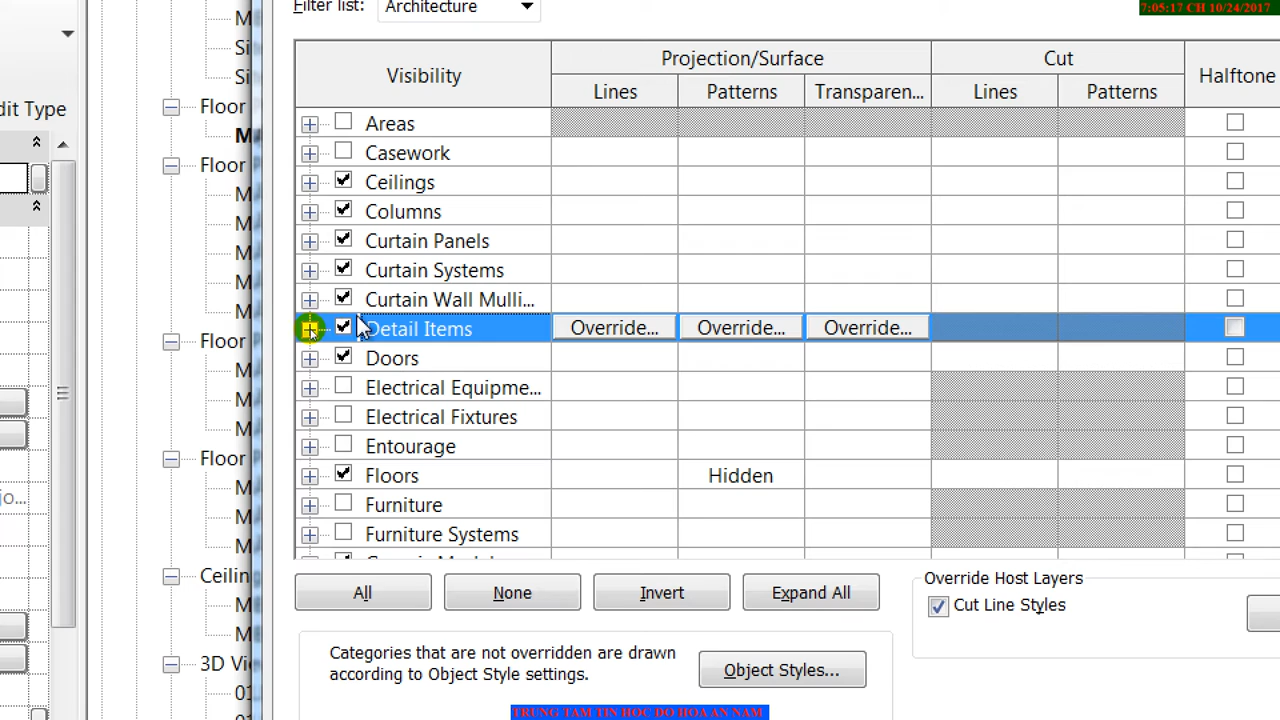 Filter list: Architecture
7:05:17 CH 10/24/2017
Visibility Projection/Surface Cut Halftone
Lines Patterns Transparen... Lines Patterns
Areas
Casework
Ceilings
Columns
Curtain Panels
Curtain Systems
Curtain Wall Mulli...
Detail Items Override... Override... Override...
Doors
Electrical Equipme...
Electrical Fixtures
Entourage
Floors Hidden
Furniture
Furniture Systems
All None Invert Expand All
Override Host Layers
Cut Line Styles
Categories that are not overridden are drawn
according to Object Style settings.
Object Styles...
TRUNG TAM TIN HOC DO HOA AN NAM
dit Type
jo...
Si
Si
Floor
M
Floor
M
M
M
M
M
Floor
M
M
M
Floor
M
M
M
Ceilin
M
M
3D Vi
01